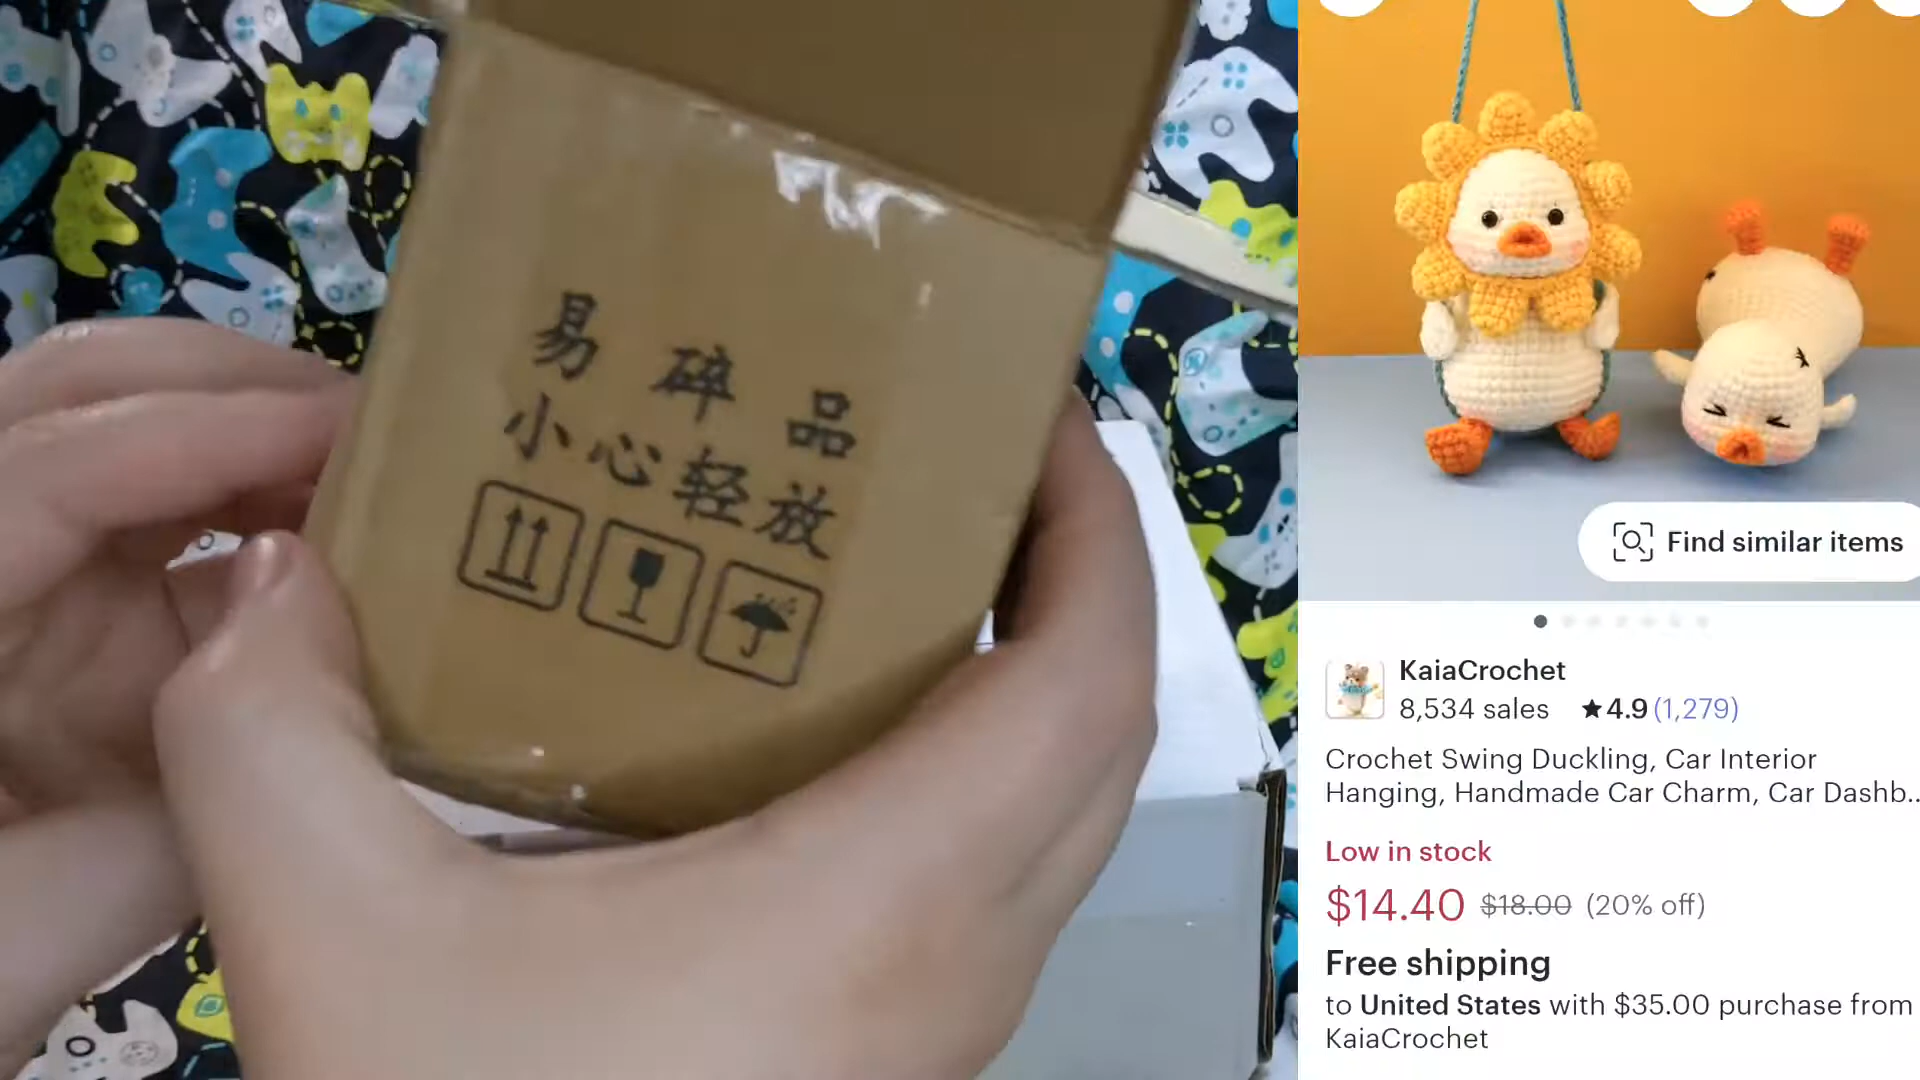 易碎品
小心轻放
Find similar items
KaiaCrochet
8,534 sales ★4.9 (1,279)
Crochet Swing Duckling, Car Interior
Hanging, Handmade Car Charm, Car Dashb..
Low in stock
$14.40 $18.00 (20% off)
Free shipping
to United States with $35.00 purchase from
KaiaCrochet